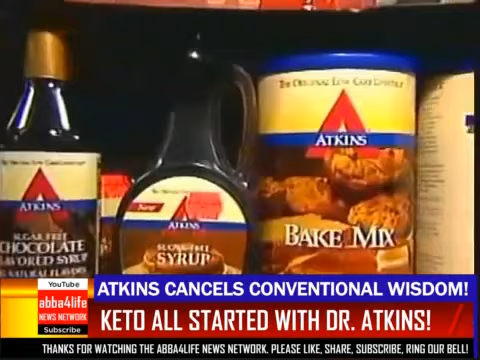 THE ORIGINAL LOW CARB LIFESTYLE
ATKINS
BAKE MIX
ATKINS
SUGAR FREE
CHOCOLATE
FLAVORED SYRUP
NATURAL FLAVORS
ATKINS
SUGAR FREE
SYRUP
YouTube
abba4life
NEWS NETWORK
Subscribe
ATKINS CANCELS CONVENTIONAL WISDOM!
KETO ALL STARTED WITH DR. ATKINS!
THANKS FOR WATCHING THE ABBA4LIFE NEWS NETWORK. PLEASE LIKE, SHARE, SUBSCRIBE, RING OUR BELL!